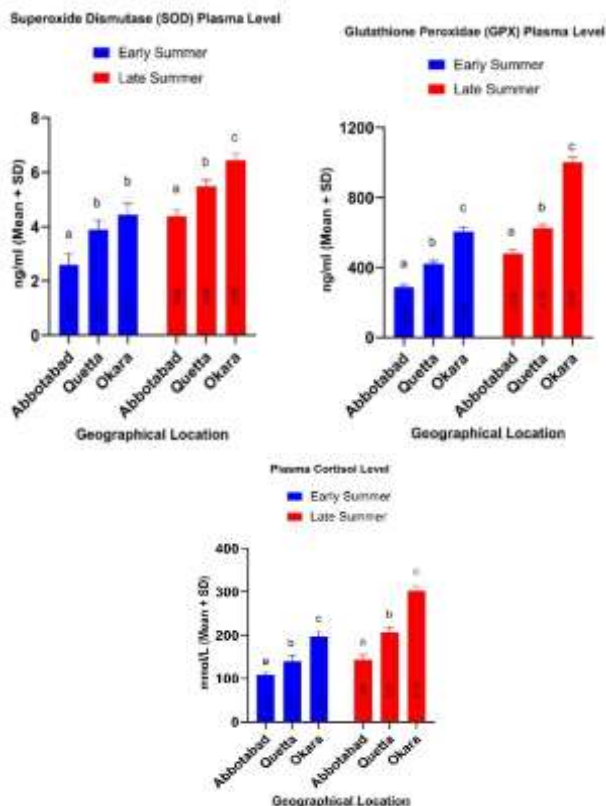 Superoxide Dismutase (SOD) Plasma Level
Early Summer
Late Summer
ng/ml (Mean + SD)
8
6
4
2
0
a
b
b
a
b
c
Abbotabad
Quetta
Okara
Abbotabad
Quetta
Okara
Geographical Location
Glutathione Peroxidae (GPX) Plasma Level
Early Summer
Late Summer
ng/ml (Mean + SD)
1200
800
400
0
a
b
c
a
b
c
Abbotabad
Quetta
Okara
Abbotabad
Quetta
Okara
Geographical Location
Plasma Cortisol Level
Early Summer
Late Summer
mmol/L (Mean + SD)
400
300
200
100
0
a
b
c
a
b
c
Abbotabad
Quetta
Okara
Abbotabad
Quetta
Okara
Geographical Location